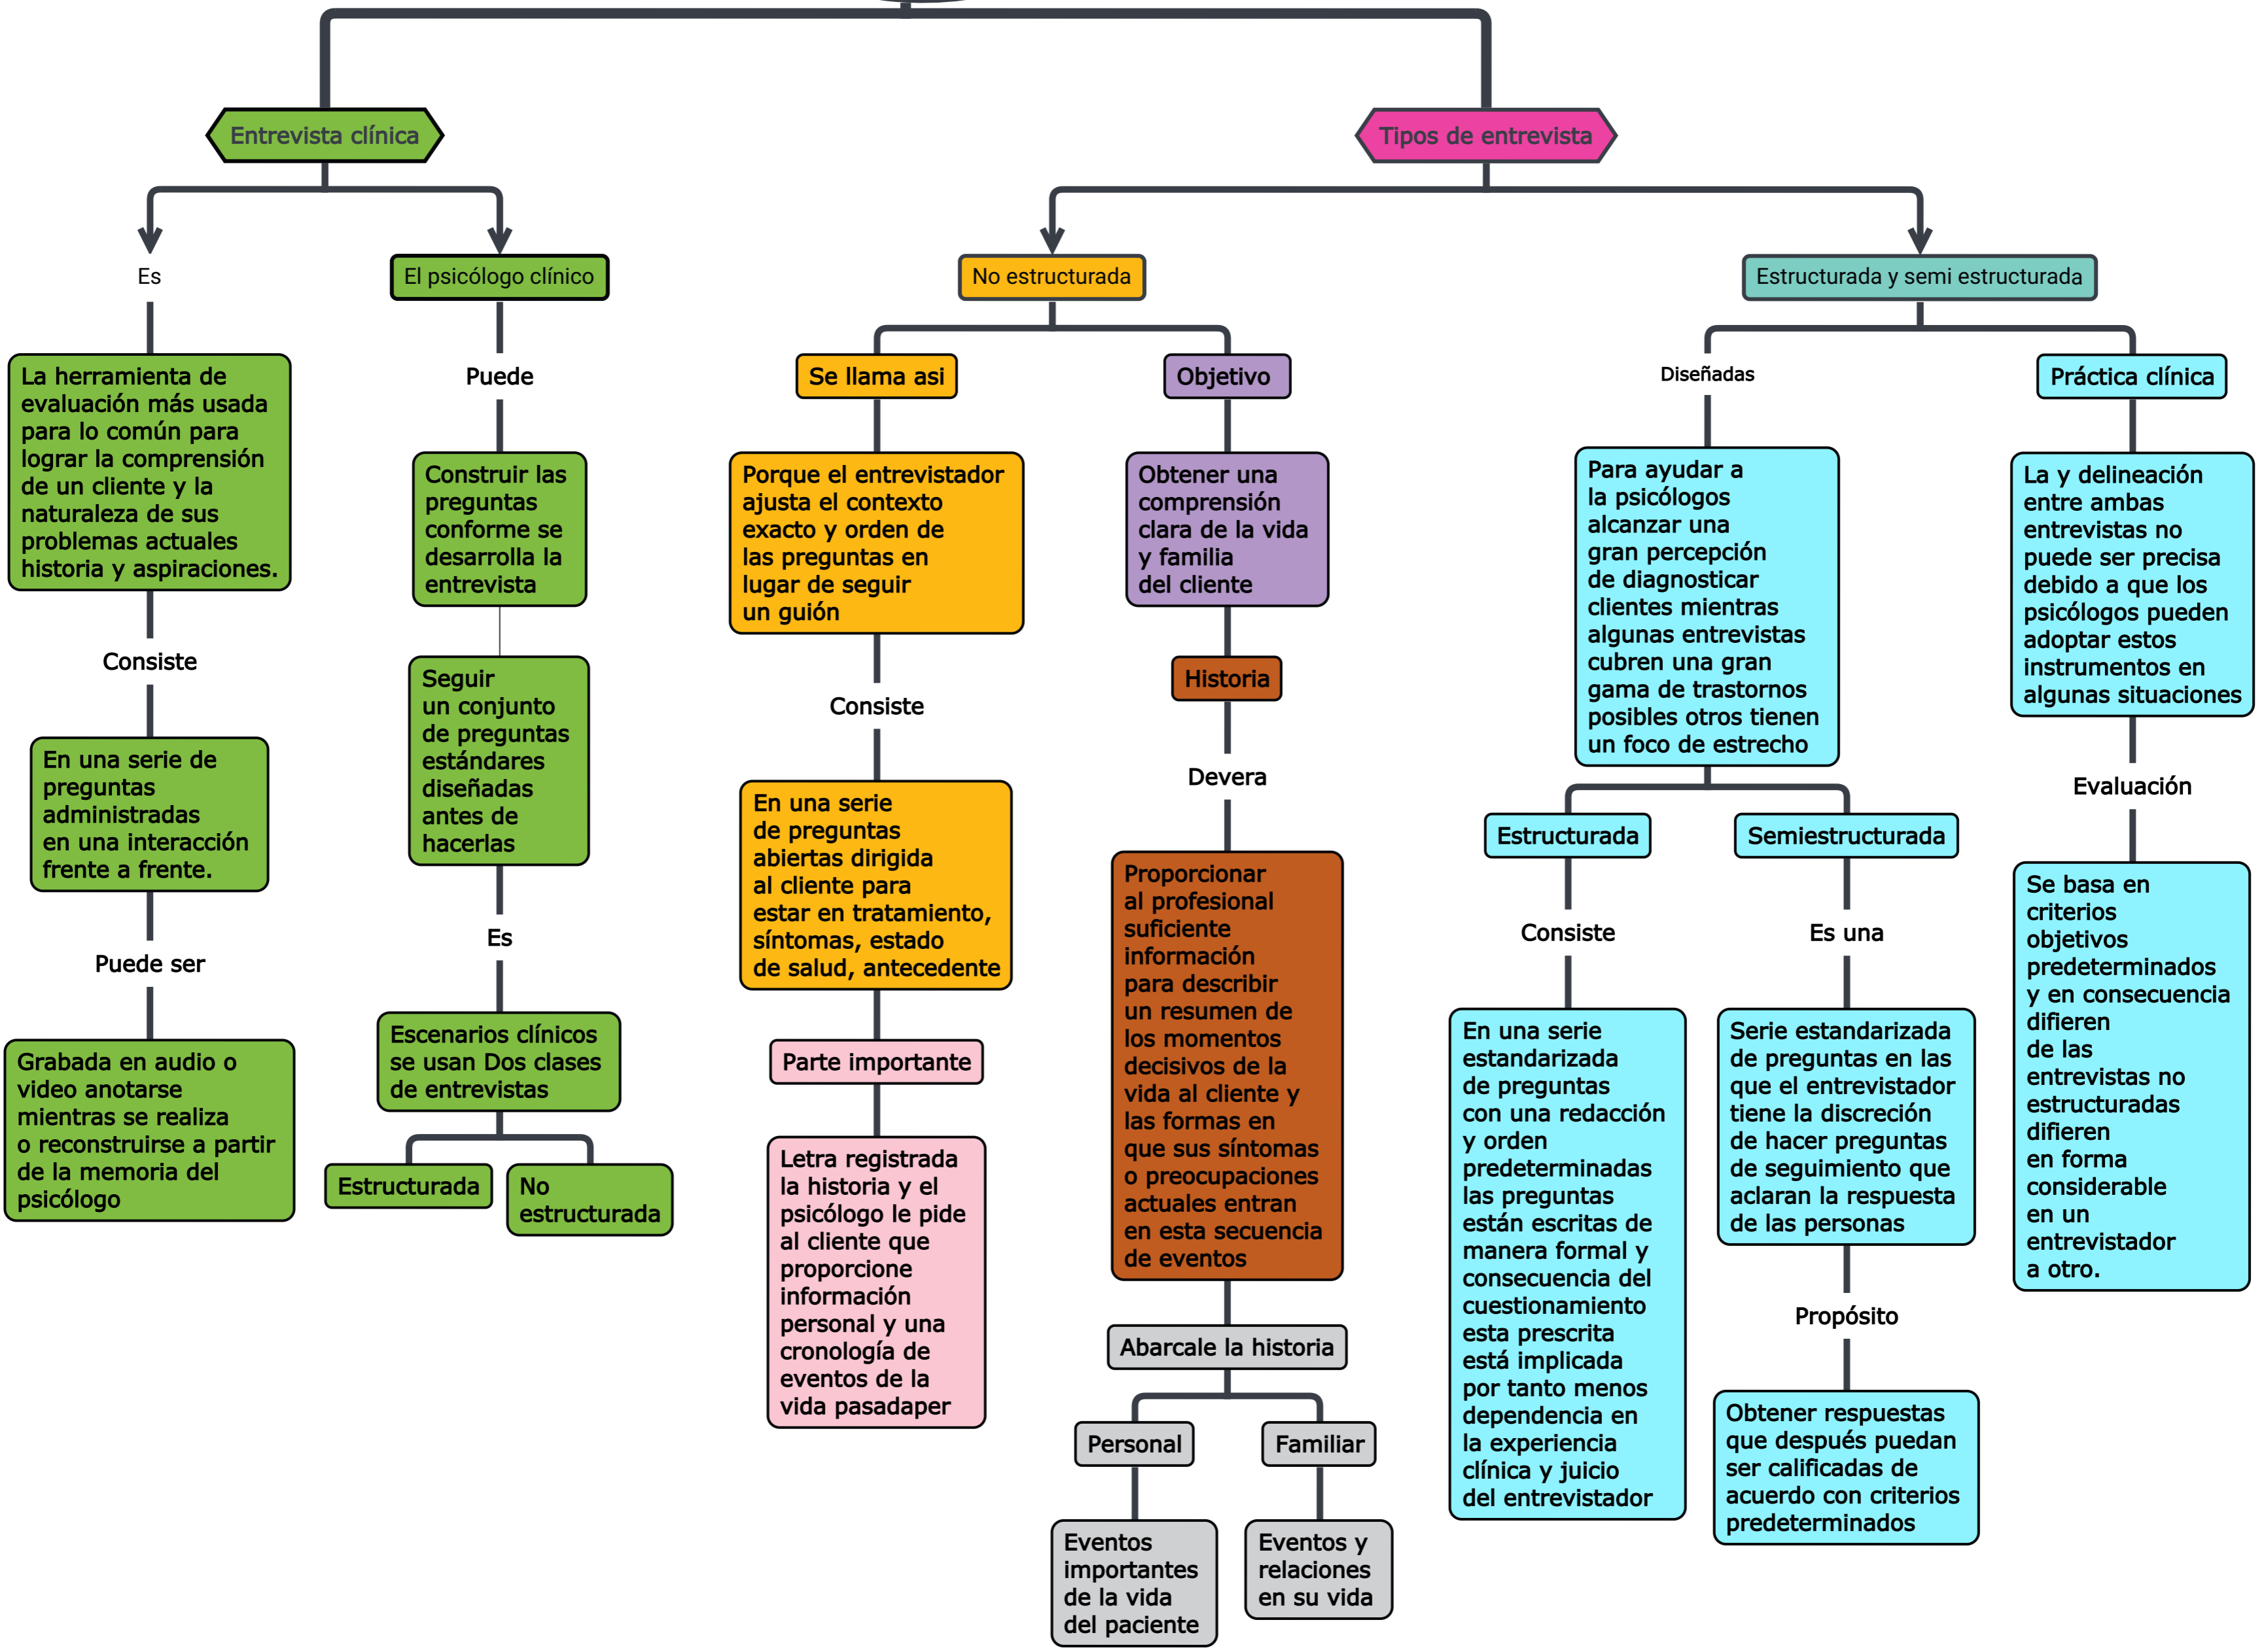 Entrevista clínica
Tipos de entrevista
Es
El psicólogo clínico
No estructurada
Estructurada y semi estructurada
La herramienta de
evaluación más usada
para lo común para
lograr la comprensión
de un cliente y la
naturaleza de sus
problemas actuales
historia y aspiraciones.
Consiste
En una serie de
preguntas
administradas
en una interacción
frente a frente.
Puede ser
Grabada en audio o
video anotarse
mientras se realiza
o reconstruirse a partir
de la memoria del
psicólogo
Puede
Construir las
preguntas
conforme se
desarrolla la
entrevista
Seguir
un conjunto
de preguntas
estándares
diseñadas
antes de
hacerlas
Es
Escenarios clínicos
se usan Dos clases
de entrevistas
Estructurada
No
estructurada
Se llama asi
Porque el entrevistador
ajusta el contexto
exacto y orden de
las preguntas en
lugar de seguir
un guión
Consiste
En una serie
de preguntas
abiertas dirigida
al cliente para
estar en tratamiento,
síntomas, estado
de salud, antecedente
Parte importante
Letra registrada
la historia y el
psicólogo le pide
al cliente que
proporcione
información
personal y una
cronología de
eventos de la
vida pasadaper
Objetivo
Obtener una
comprensión
clara de la vida
y familia
del cliente
Historia
Devera
Proporcionar
al profesional
suficiente
información
para describir
un resumen de
los momentos
decisivos de la
vida al cliente y
las formas en
que sus síntomas
o preocupaciones
actuales entran
en esta secuencia
de eventos
Abarcale la historia
Personal
Eventos
importantes
de la vida
del paciente
Familiar
Eventos y
relaciones
en su vida
Diseñadas
Para ayudar a
la psicólogos
alcanzar una
gran percepción
de diagnosticar
clientes mientras
algunas entrevistas
cubren una gran
gama de trastornos
posibles otros tienen
un foco de estrecho
Estructurada
Consiste
En una serie
estandarizada
de preguntas
con una redacción
y orden
predeterminadas
las preguntas
están escritas de
manera formal y
consecuencia del
cuestionamiento
esta prescrita
está implicada
por tanto menos
dependencia en
la experiencia
clínica y juicio
del entrevistador
Semiestructurada
Es una
Serie estandarizada
de preguntas en las
que el entrevistador
tiene la discreción
de hacer preguntas
de seguimiento que
aclaran la respuesta
de las personas
Propósito
Obtener respuestas
que después puedan
ser calificadas de
acuerdo con criterios
predeterminados
Práctica clínica
La y delineación
entre ambas
entrevistas no
puede ser precisa
debido a que los
psicólogos pueden
adoptar estos
instrumentos en
algunas situaciones
Evaluación
Se basa en
criterios
objetivos
predeterminados
y en consecuencia
difieren
de las
entrevistas no
estructuradas
difieren
en forma
considerable
en un
entrevistador
a otro.